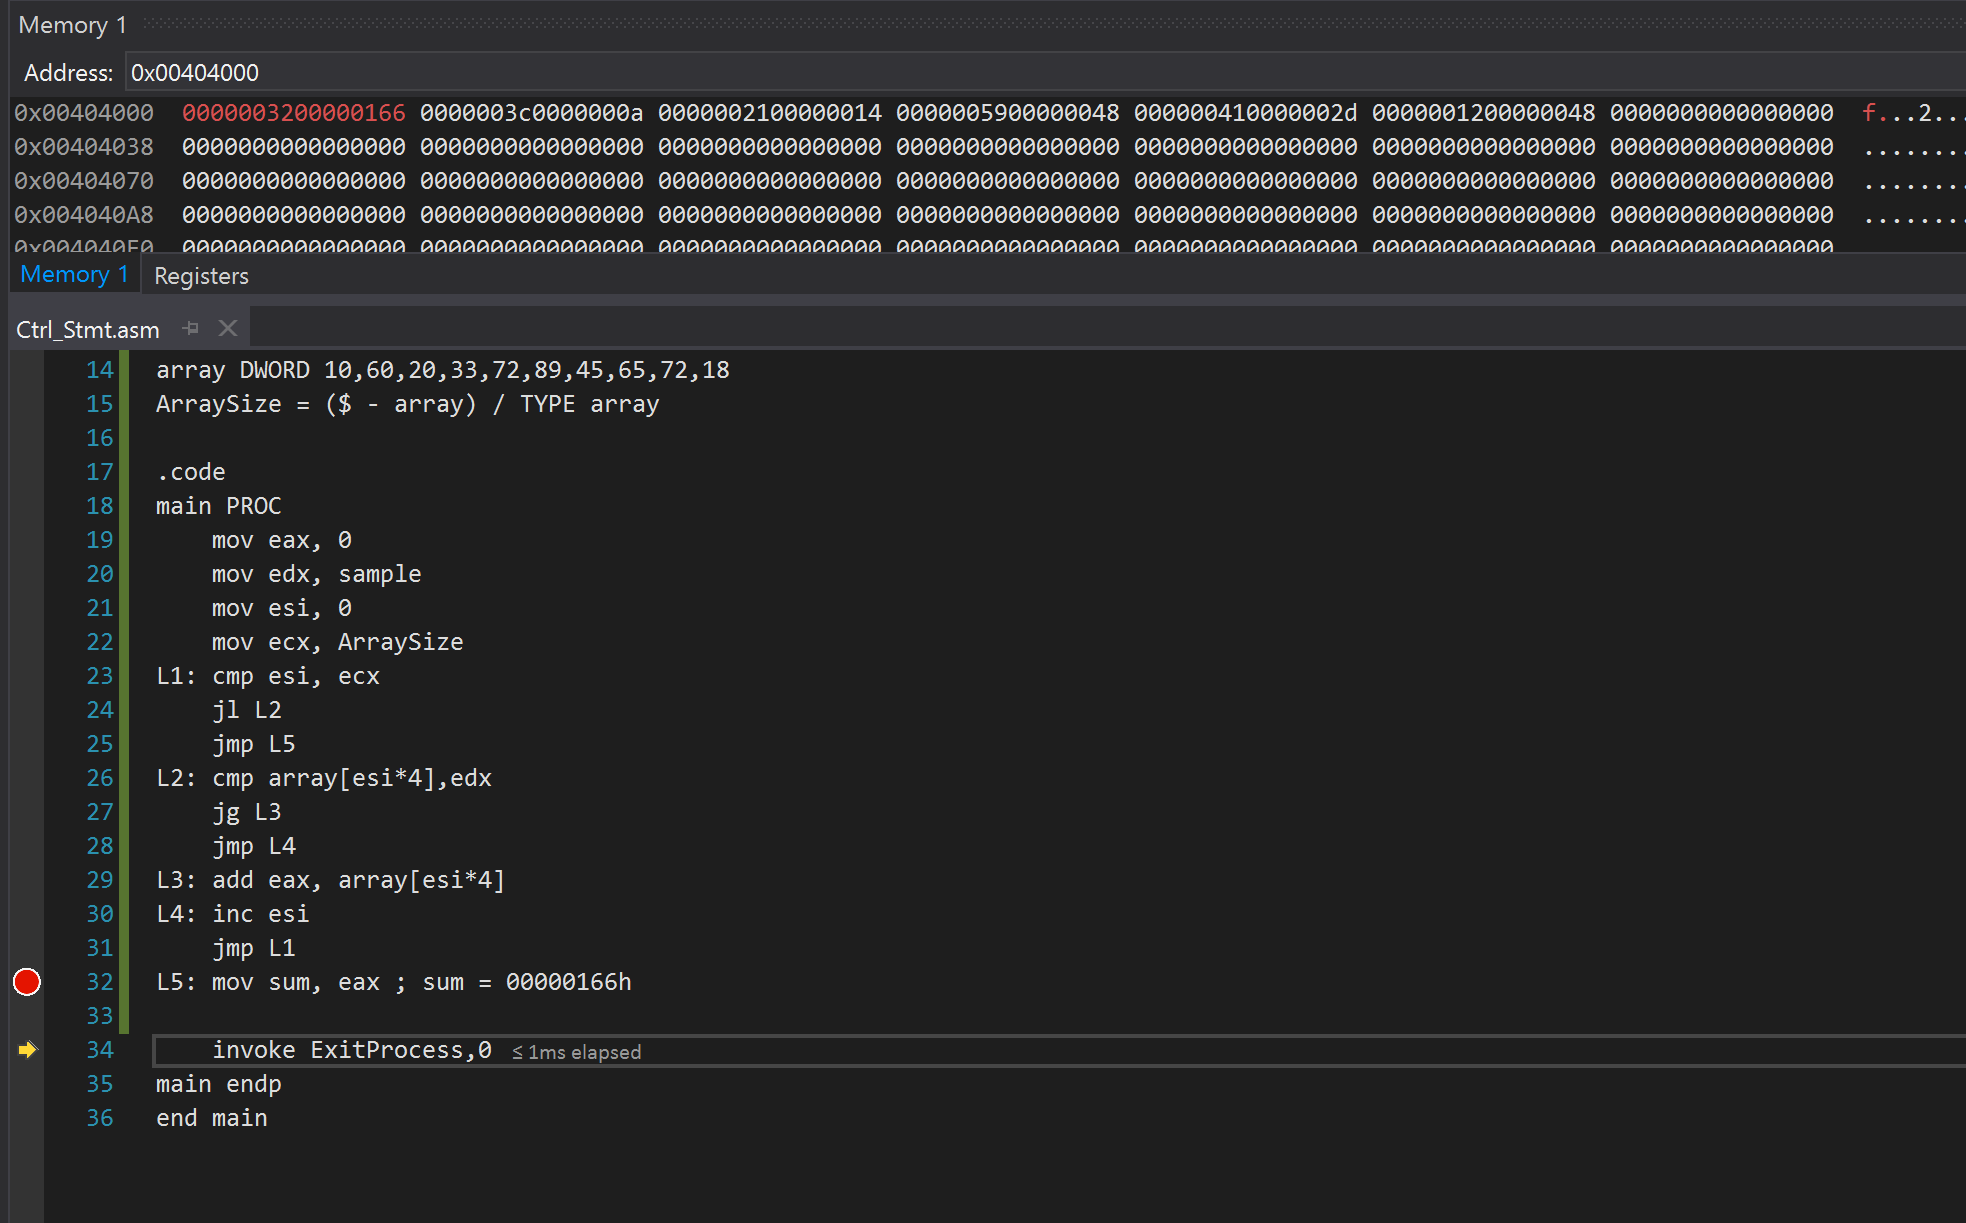 Memory 1
Address: 0x00404000
0x00404000 0000003200000166 0000003c0000000a 0000002100000014 0000005900000048 000000410000002d 0000001200000048 0000000000000000 f...2...
0x00404038 0000000000000000 0000000000000000 0000000000000000 0000000000000000 0000000000000000 0000000000000000 0000000000000000 ........
0x00404070 0000000000000000 0000000000000000 0000000000000000 0000000000000000 0000000000000000 0000000000000000 0000000000000000 ........
0x004040A8 0000000000000000 0000000000000000 0000000000000000 0000000000000000 0000000000000000 0000000000000000 0000000000000000 ........
0x004040E0 0000000000000000 0000000000000000 0000000000000000 0000000000000000 0000000000000000 0000000000000000 0000000000000000
Memory 1 Registers
Ctrl_Stmt.asm
14 array DWORD 10,60,20,33,72,89,45,65,72,18
15 ArraySize = ($ - array) / TYPE array
16
17 .code
18 main PROC
19 mov eax, 0
20 mov edx, sample
21 mov esi, 0
22 mov ecx, ArraySize
23 L1: cmp esi, ecx
24 jl L2
25 jmp L5
26 L2: cmp array[esi*4],edx
27 jg L3
28 jmp L4
29 L3: add eax, array[esi*4]
30 L4: inc esi
31 jmp L1
32 L5: mov sum, eax ; sum = 00000166h
33
34 invoke ExitProcess,0 ≤ 1ms elapsed
35 main endp
36 end main